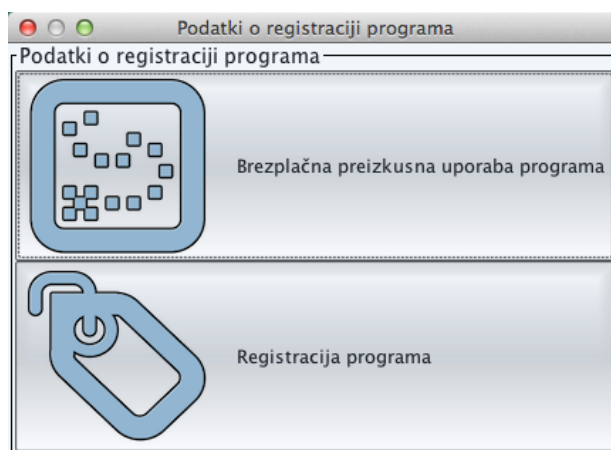 Podatki o registraciji programa
Podatki o registraciji programa
Brezplačna preizkusna uporaba programa
Registracija programa